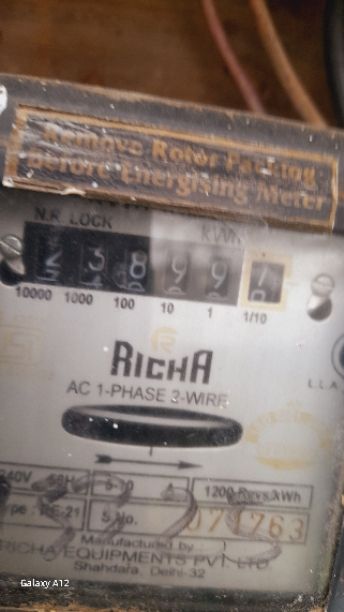 Remove Rotor Packing
Before Energising Meter
N.R. LOCK
KWh
2 3 8 9 9 7
10000 1000 100 10 1 1/10
RICHA
AC 1-PHASE 2-WIRE
240V
1200 Revs/kWh
S.No. 071763
Manufactured by
RICHA EQUIPMENTS PVT. LTD
Shahdara, Delhi-32
Galaxy A12